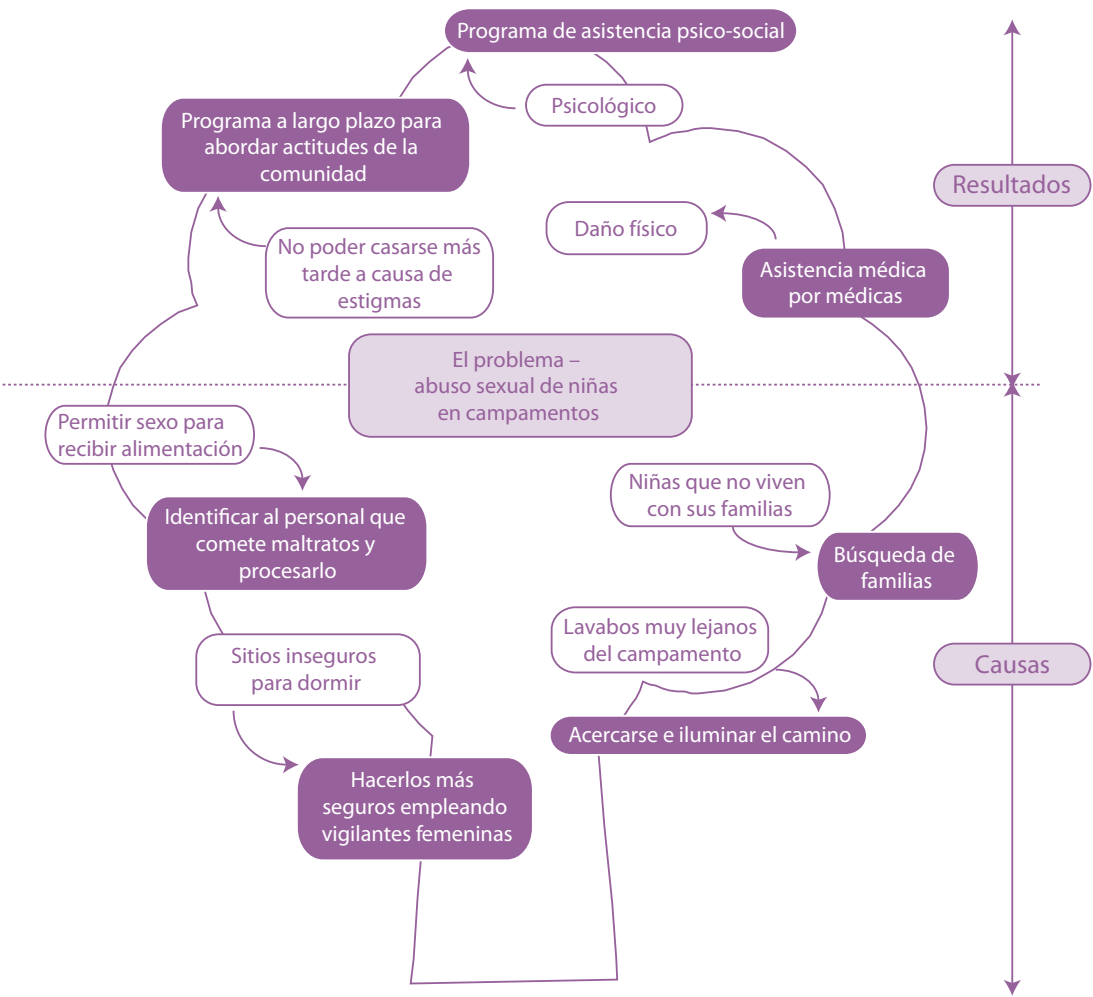 Programa de asistencia psico-social
Psicológico
Programa a largo plazo para
abordar actitudes de la
comunidad
Resultados
Daño físico
No poder casarse más
tarde a causa de
estigmas
Asistencia médica
por médicas
El problema –
abuso sexual de niñas
en campamentos
Permitir sexo para
recibir alimentación
Niñas que no viven
con sus familias
Identificar al personal que
comete maltratos y
procesarlo
Búsqueda de
familias
Lavabos muy lejanos
del campamento
Sitios inseguros
para dormir
Causas
Acercarse e iluminar el camino
Hacerlos más
seguros empleando
vigilantes femeninas